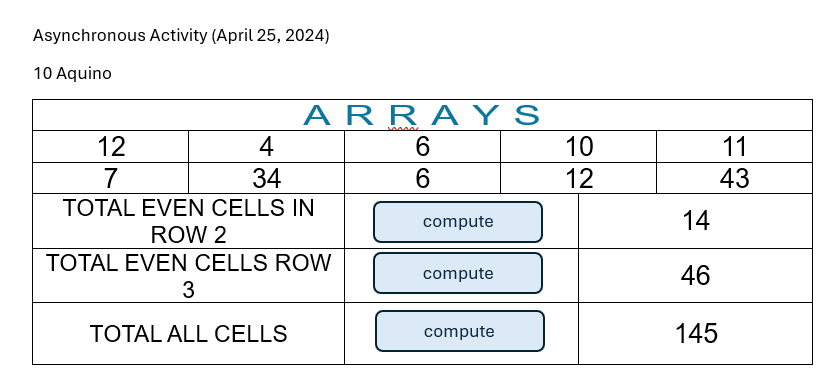 Asynchronous Activity (April 25, 2024)
10 Aquino
A R R A Y S
12 4 6 10 11
7 34 6 12 43
TOTAL EVEN CELLS IN
ROW 2
compute
14
TOTAL EVEN CELLS ROW
3
compute
46
TOTAL ALL CELLS
compute
145